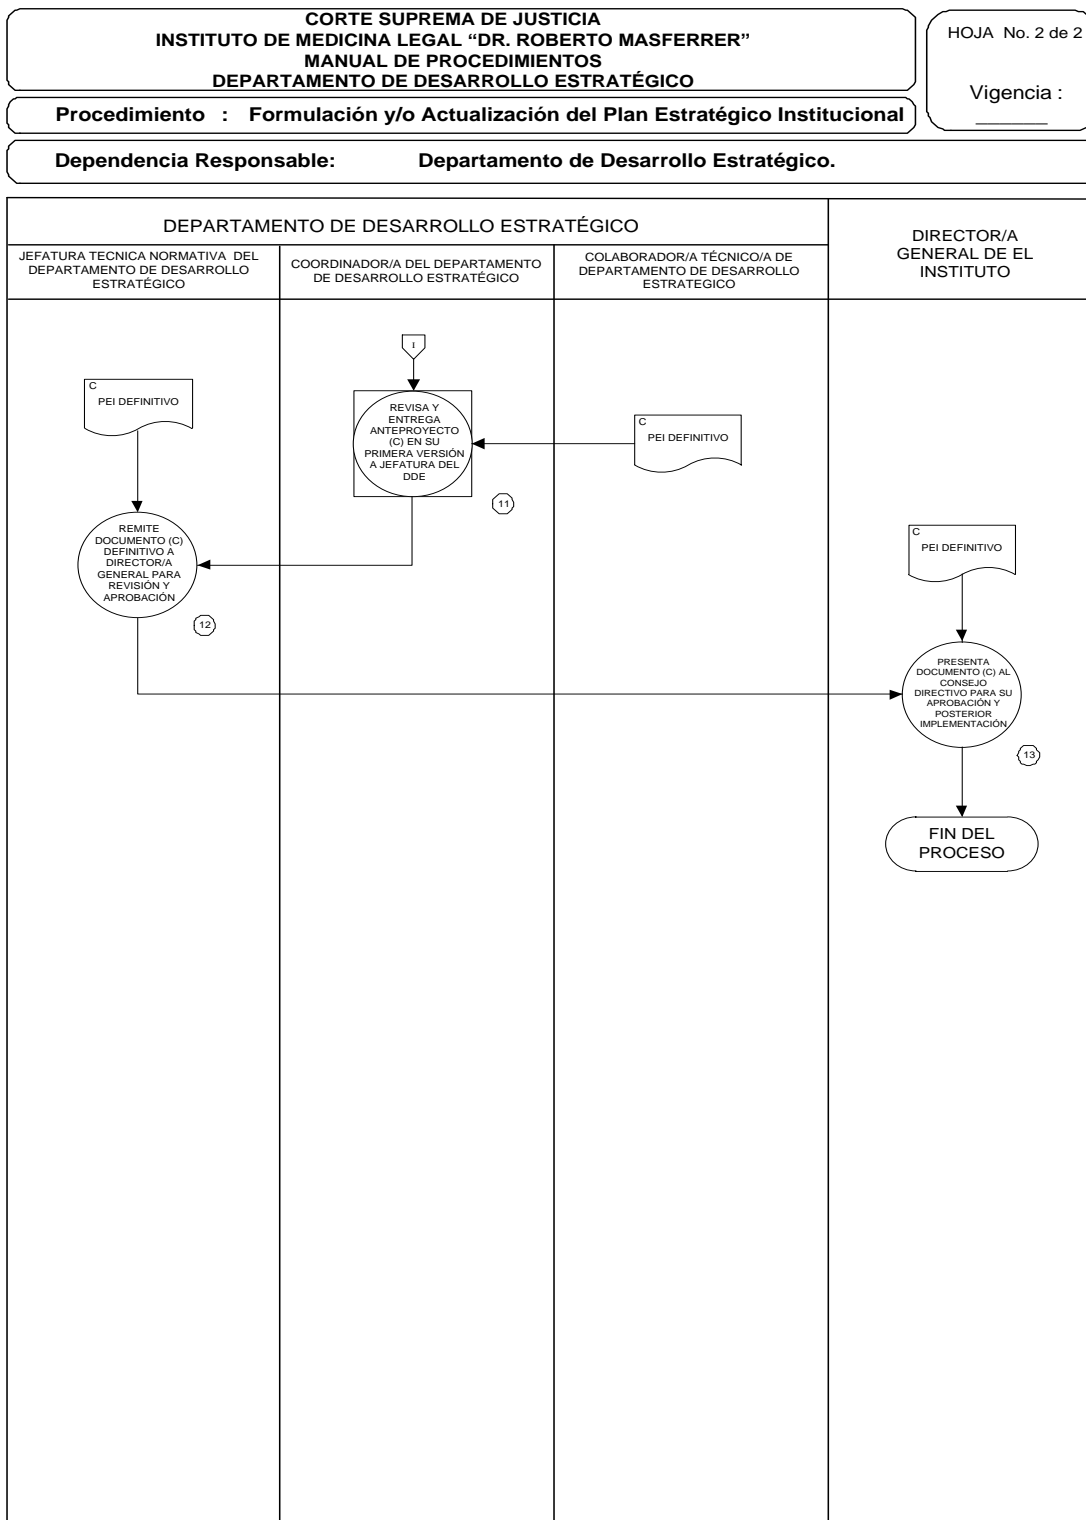 CORTE SUPREMA DE JUSTICIA
INSTITUTO DE MEDICINA LEGAL “DR. ROBERTO MASFERRER”
MANUAL DE PROCEDIMIENTOS
DEPARTAMENTO DE DESARROLLO ESTRATÉGICO
HOJA No. 2 de 2
Vigencia :
Procedimiento : Formulación y/o Actualización del Plan Estratégico Institucional
Dependencia Responsable: Departamento de Desarrollo Estratégico.
DEPARTAMENTO DE DESARROLLO ESTRATÉGICO
DIRECTOR/A
GENERAL DE EL
INSTITUTO
JEFATURA TECNICA NORMATIVA DEL
DEPARTAMENTO DE DESARROLLO
ESTRATÉGICO
COORDINADOR/A DEL DEPARTAMENTO
DE DESARROLLO ESTRATÉGICO
COLABORADOR/A TÉCNICO/A DE
DEPARTAMENTO DE DESARROLLO
ESTRATEGICO
I
C
PEI DEFINITIVO
REVISA Y
ENTREGA
ANTEPROYECTO
(C) EN SU
PRIMERA VERSIÓN
A JEFATURA DEL
DDE
11
C
PEI DEFINITIVO
REMITE
DOCUMENTO (C)
DEFINITIVO A
DIRECTOR/A
GENERAL PARA
REVISIÓN Y
APROBACIÓN
12
C
PEI DEFINITIVO
PRESENTA
DOCUMENTO (C) AL
CONSEJO
DIRECTIVO PARA SU
APROBACIÓN Y
POSTERIOR
IMPLEMENTACIÓN
13
FIN DEL
PROCESO